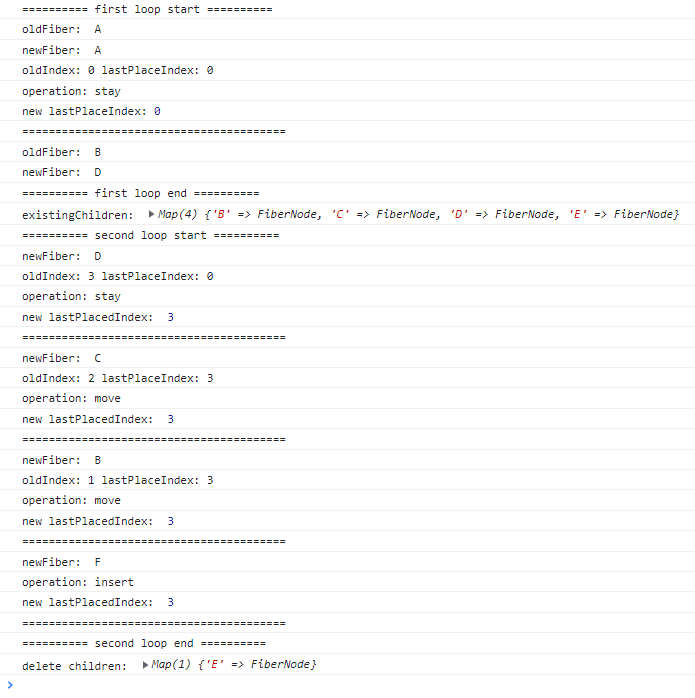 ========== first loop start ==========
oldFiber:  A
newFiber:  A
oldIndex: 0 lastPlaceIndex: 0
operation: stay
new lastPlaceIndex: 0
========================================
oldFiber:  B
newFiber:  D
========== first loop end ==========
existingChildren:  ▶Map(4) {'B' => FiberNode, 'C' => FiberNode, 'D' => FiberNode, 'E' => FiberNode}
========== second loop start ==========
newFiber:  D
oldIndex: 3 lastPlaceIndex: 0
operation: stay
new lastPlacedIndex:  3
========================================
newFiber:  C
oldIndex: 2 lastPlaceIndex: 3
operation: move
new lastPlacedIndex:  3
========================================
newFiber:  B
oldIndex: 1 lastPlaceIndex: 3
operation: move
new lastPlacedIndex:  3
========================================
newFiber:  F
operation: insert
new lastPlacedIndex:  3
========================================
========== second loop end ==========
delete children:  ▶Map(1) {'E' => FiberNode}
>